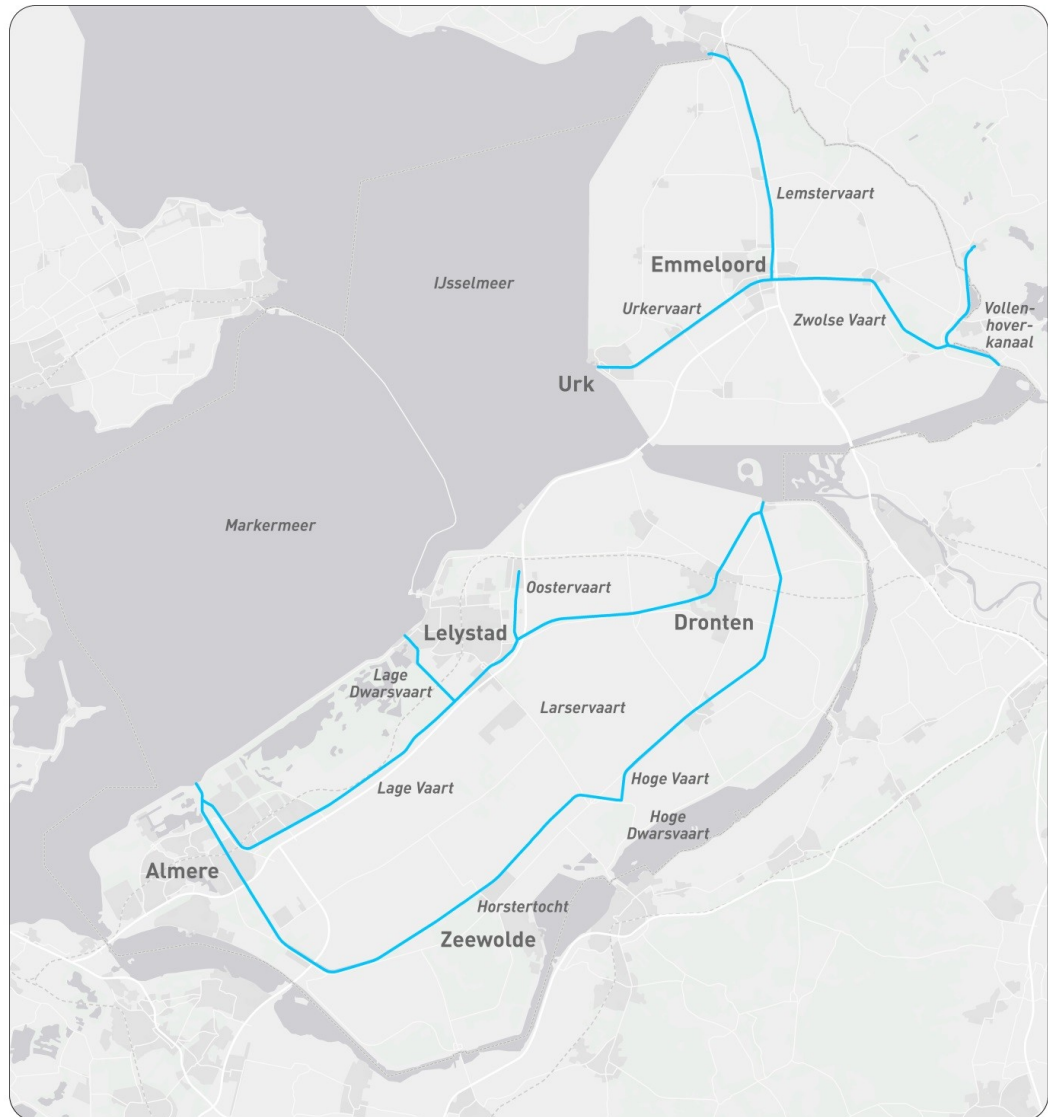 Lemstervaart
Emmeloord
IJsselmeer
Urkervaart
Zwolse Vaart
Vollen-
hover-
kanaal
Urk
Markermeer
Oostervaart
Lelystad
Dronten
Lage
Dwarsvaart
Larservaart
Hoge Vaart
Lage Vaart
Hoge
Dwarsvaart
Almere
Horstertocht
Zeewolde